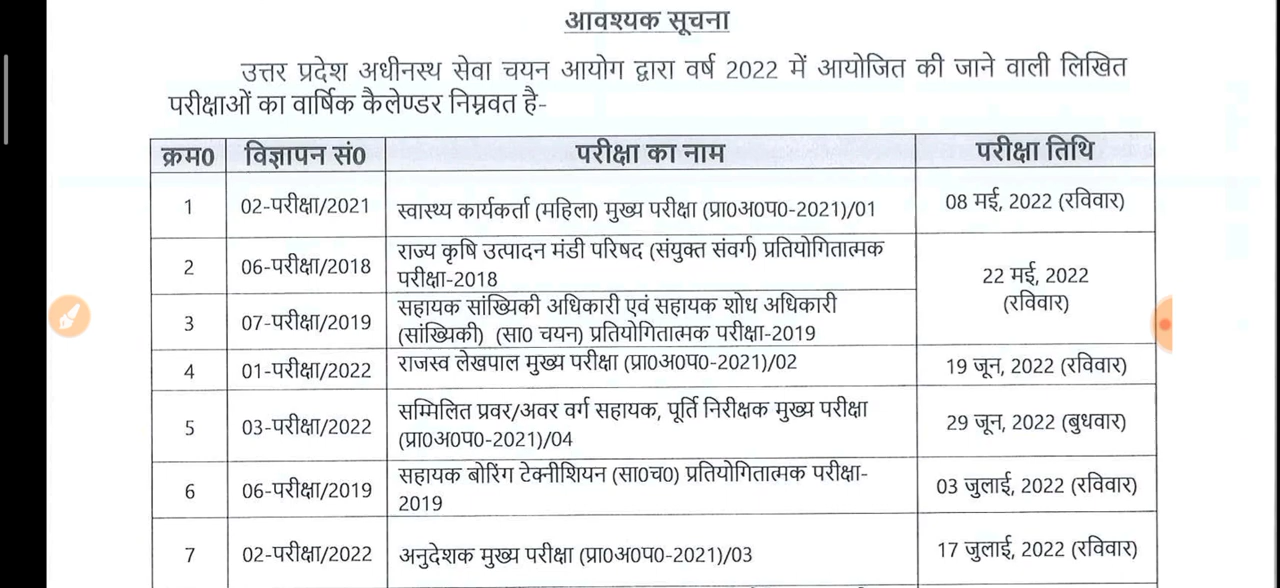 आवश्यक सूचना
उत्तर प्रदेश अधीनस्थ सेवा चयन आयोग द्वारा वर्ष 2022 में आयोजित की जाने वाली लिखित
परीक्षाओं का वार्षिक कैलेण्डर निम्नवत है-
क्रम0 विज्ञापन सं0 परीक्षा का नाम परीक्षा तिथि
1 02-परीक्षा/2021 स्वास्थ्य कार्यकर्ता (महिला) मुख्य परीक्षा (प्रा0अ0प0-2021)/01 08 मई, 2022 (रविवार)
2 06-परीक्षा/2018 राज्य कृषि उत्पादन मंडी परिषद (संयुक्त संवर्ग) प्रतियोगितात्मक
परीक्षा-2018
22 मई, 2022
(रविवार)
3 07-परीक्षा/2019 सहायक सांख्यिकी अधिकारी एवं सहायक शोध अधिकारी
(सांख्यिकी) (सा0 चयन) प्रतियोगितात्मक परीक्षा-2019
4 01-परीक्षा/2022 राजस्व लेखपाल मुख्य परीक्षा (प्रा0अ0प0-2021)/02 19 जून, 2022 (रविवार)
5 03-परीक्षा/2022 सम्मिलित प्रवर/अवर वर्ग सहायक, पूर्ति निरीक्षक मुख्य परीक्षा
(प्रा0अ0प0-2021)/04
29 जून, 2022 (बुधवार)
6 06-परीक्षा/2019 सहायक बोरिंग टेक्नीशियन (सा0च0) प्रतियोगितात्मक परीक्षा-
2019
03 जुलाई, 2022 (रविवार)
7 02-परीक्षा/2022 अनुदेशक मुख्य परीक्षा (प्रा0अ0प0-2021)/03 17 जुलाई, 2022 (रविवार)